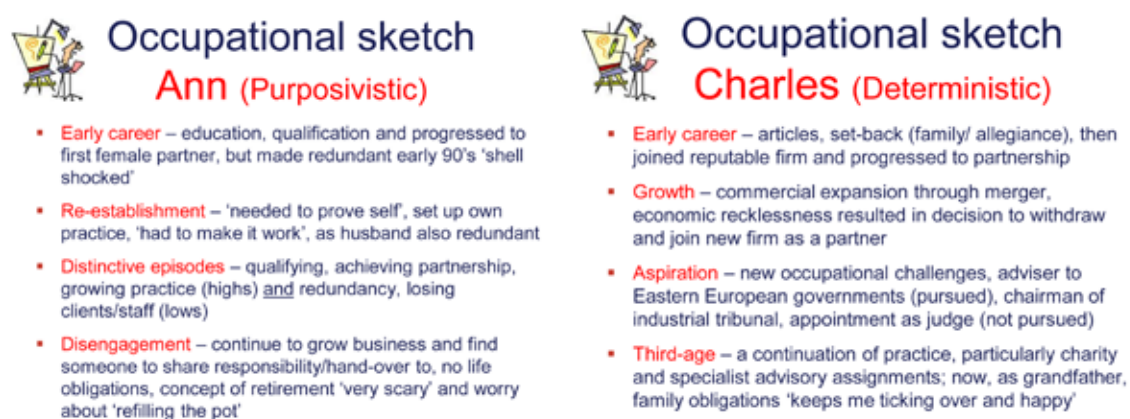 Occupational sketch
Ann (Purposivistic)
▪ Early career – education, qualification and progressed to
first female partner, but made redundant early 90's 'shell
shocked'
▪ Re-establishment – 'needed to prove self', set up own
practice, 'had to make it work', as husband also redundant
▪ Distinctive episodes – qualifying, achieving partnership,
growing practice (highs) and redundancy, losing
clients/staff (lows)
▪ Disengagement – continue to grow business and find
someone to share responsibility/hand-over to, no life
obligations, concept of retirement 'very scary' and worry
about 'refilling the pot'
Occupational sketch
Charles (Deterministic)
▪ Early career – articles, set-back (family/ allegiance), then
joined reputable firm and progressed to partnership
▪ Growth – commercial expansion through merger,
economic recklessness resulted in decision to withdraw
and join new firm as a partner
▪ Aspiration – new occupational challenges, adviser to
Eastern European governments (pursued), chairman of
industrial tribunal, appointment as judge (not pursued)
▪ Third-age – a continuation of practice, particularly charity
and specialist advisory assignments; now, as grandfather,
family obligations 'keeps me ticking over and happy'